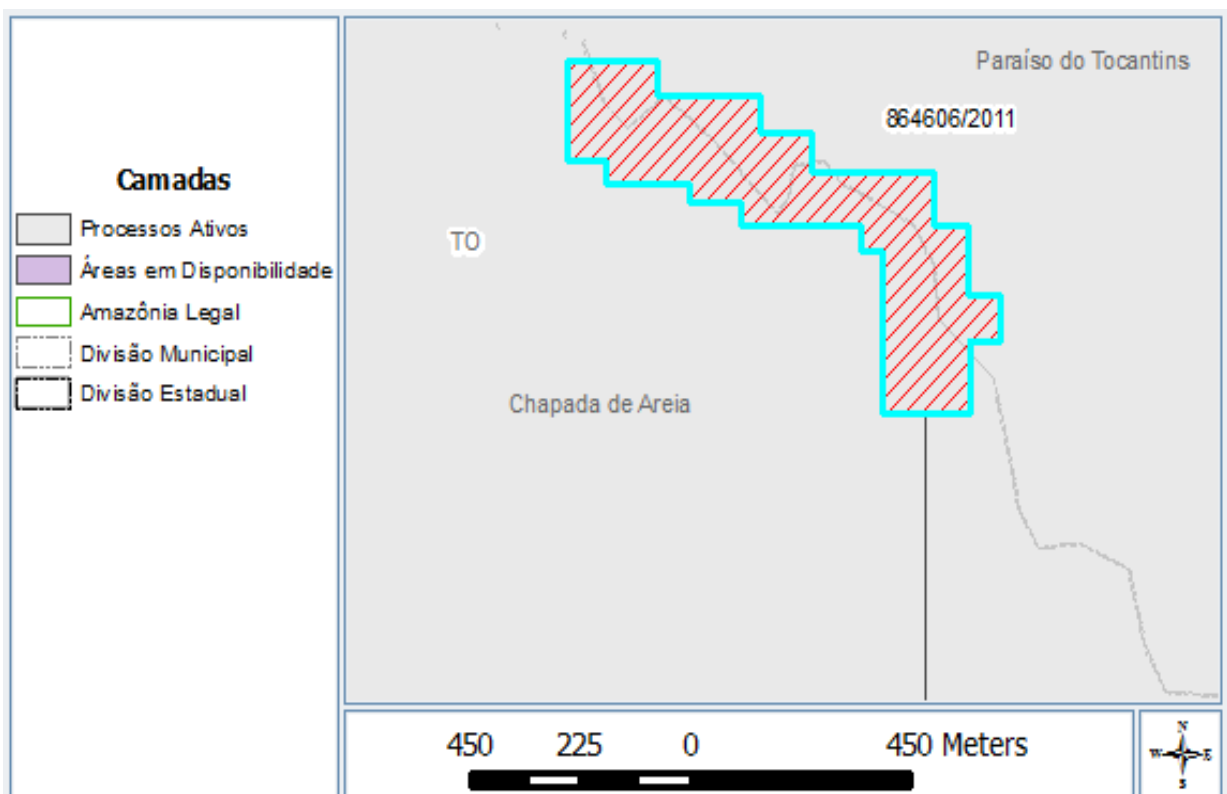 Camadas
Processos Ativos
Áreas em Disponibilidade
Amazônia Legal
Divisão Municipal
Divisão Estadual
Paraíso do Tocantins
864606/2011
TO
Chapada de Areia
450 225 0 450 Meters
N
W E
S